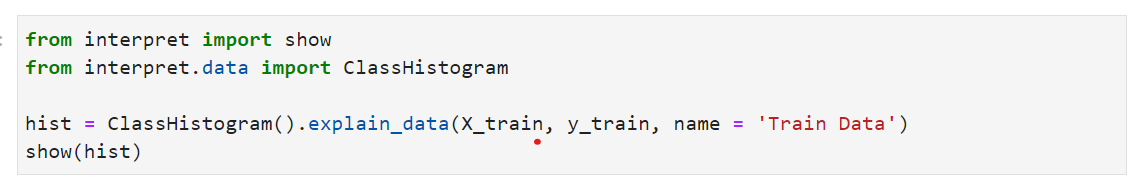 from interpret import show
from interpret.data import ClassHistogram
hist = ClassHistogram().explain_data(X_train, y_train, name = 'Train Data')
show(hist)